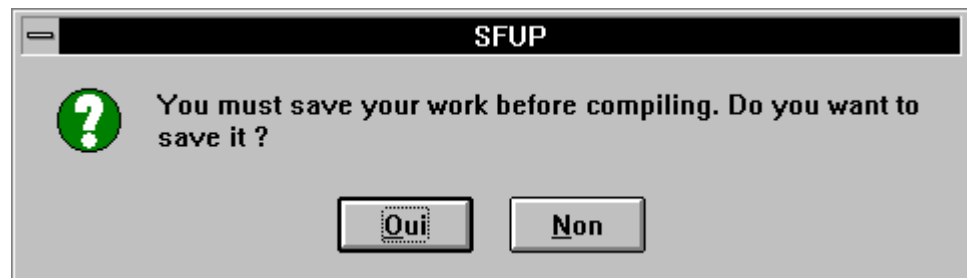 SFUP
You must save your work before compiling. Do you want to
save it ?
Oui Non